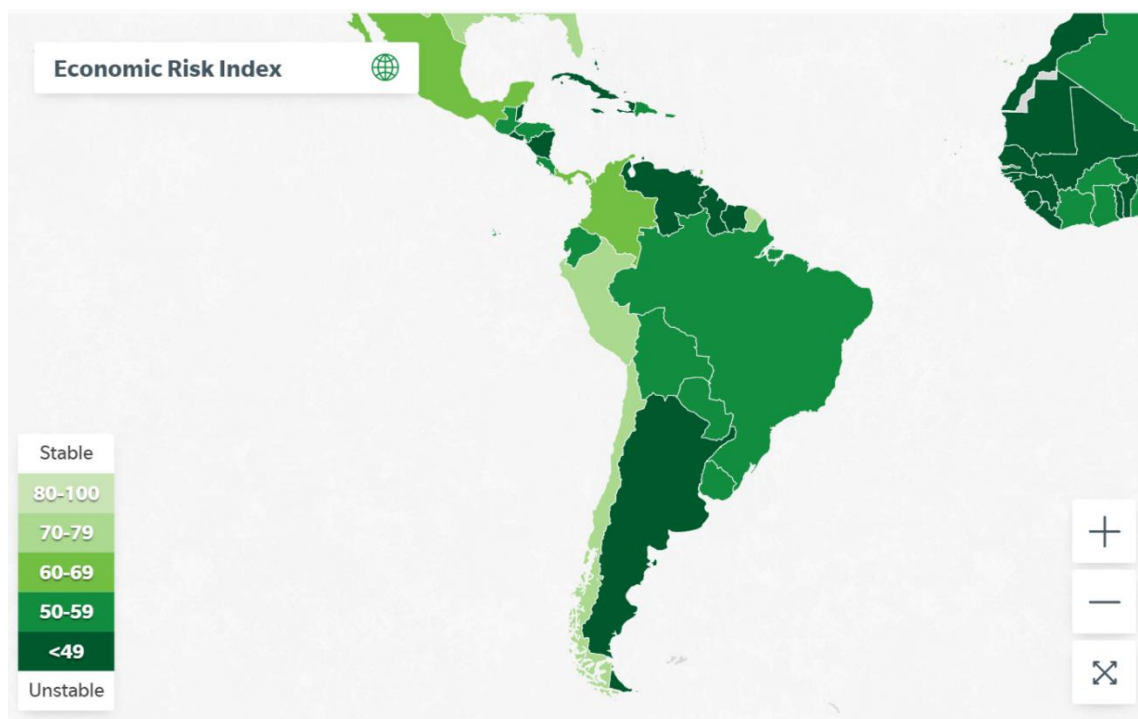 Economic Risk Index
Stable
80-100
70-79
60-69
50-59
<49
Unstable